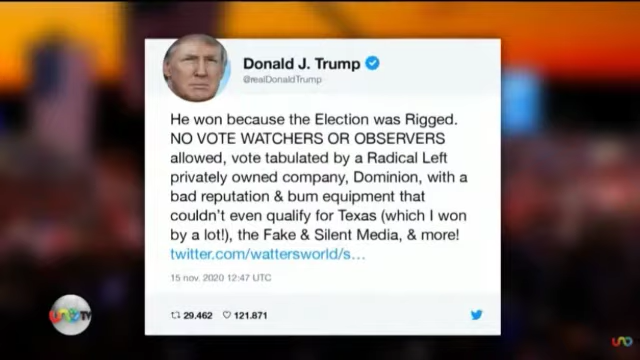 Donald J. Trump
@realDonaldTrump
He won because the Election was Rigged.
NO VOTE WATCHERS OR OBSERVERS
allowed, vote tabulated by a Radical Left
privately owned company, Dominion, with a
bad reputation & bum equipment that
couldn't even qualify for Texas (which I won
by a lot!), the Fake & Silent Media, & more!
twitter.com/wattersworld/s...
15 nov. 2020 12:47 UTC
29.462 121.871
UNO TV
uno